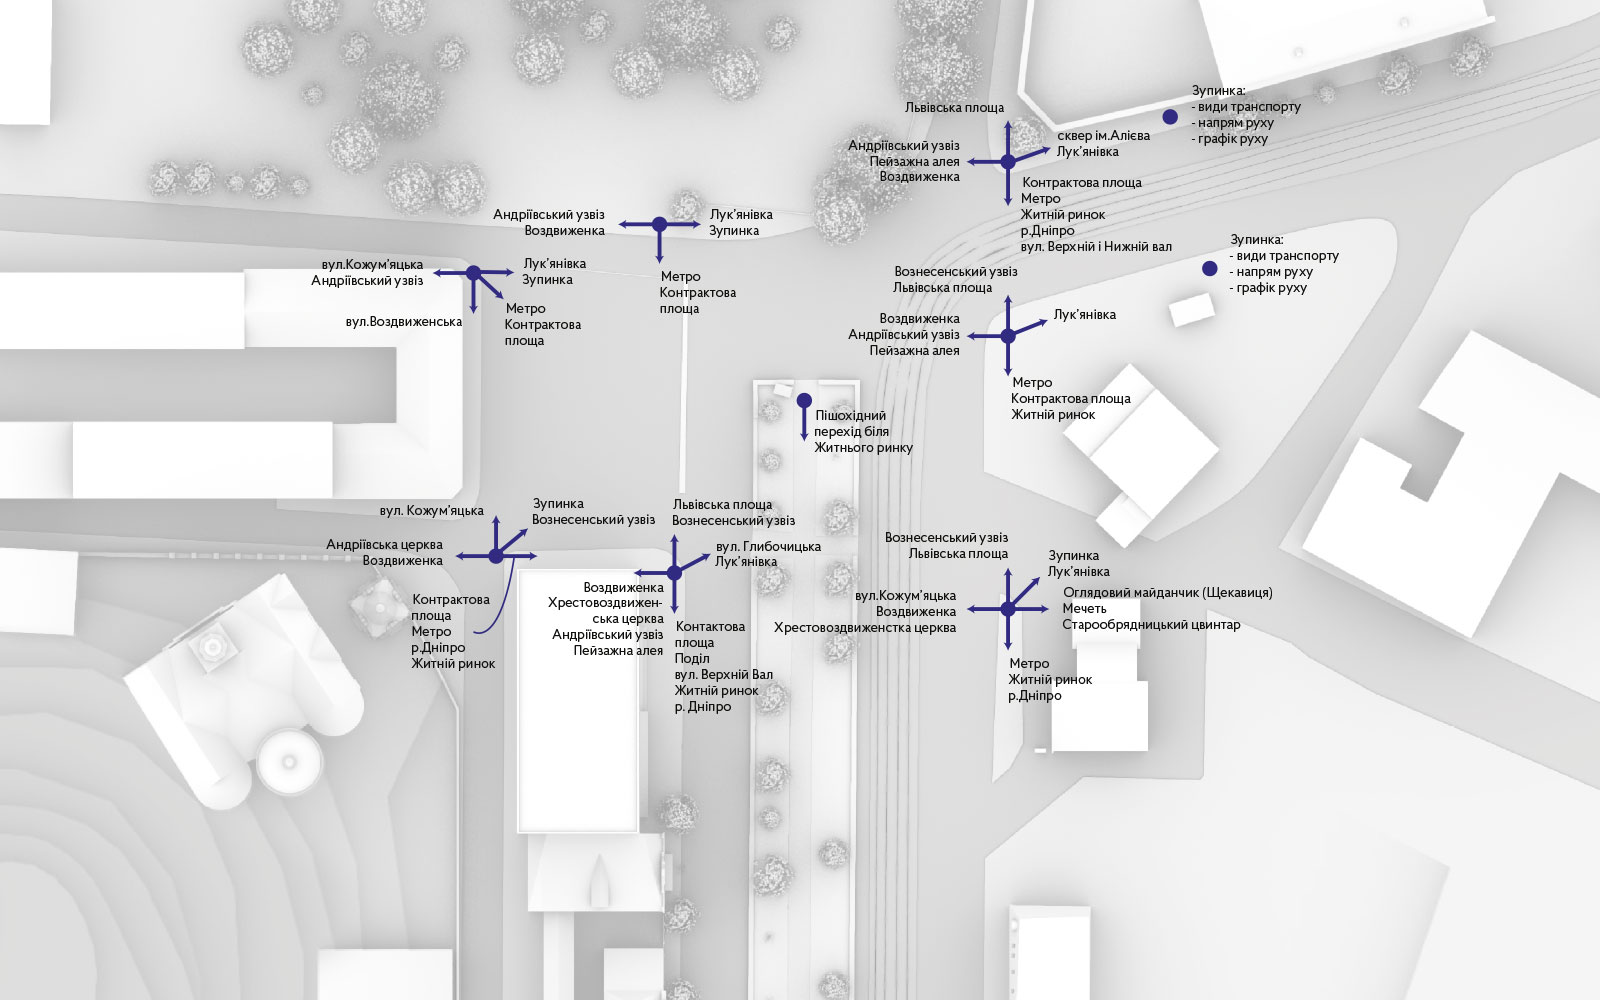 Зупинка:
- види транспорту
- напрям руху
- графік руху
Львівська площа
сквер ім.Алієва
Лук'янівка
Андріївський узвіз
Пейзажна алея
Воздвиженка
Контрактова площа
Метро
Житній ринок
р.Дніпро
вул. Верхній і Нижній вал
Андріївський узвіз
Воздвиженка
Лук'янівка
Зупинка
Метро
Контрактова
площа
вул.Кожум'яцька
Андріївський узвіз
Лук'янівка
Зупинка
Метро
Контрактова
площа
вул.Воздвиженська
Зупинка:
- види транспорту
- напрям руху
- графік руху
Вознесенський узвіз
Львівська площа
Лук'янівка
Воздвиженка
Андріївський узвіз
Пейзажна алея
Метро
Контрактова площа
Житній ринок
Пішохідний
перехід біля
Житнього ринку
вул. Кожум'яцька
Зупинка
Вознесенський узвіз
Андріївська церква
Воздвиженка
Контрактова
площа
Метро
р.Дніпро
Житній ринок
Львівська площа
Вознесенський узвіз
вул. Глибочицька
Лук'янівка
Воздвиженка
Хрестовоздвижен-
ська церква
Андріївський узвіз
Пейзажна алея
Контактова
площа
Поділ
вул. Верхній Вал
Житній ринок
р. Дніпро
Вознесенський узвіз
Львівська площа
Зупинка
Лук'янівка
вул.Кожум'яцька
Воздвиженка
Хрестовоздвиженстка церква
Оглядовий майданчик (Щекавиця)
Мечеть
Старообрядницький цвинтар
Метро
Житній ринок
р.Дніпро